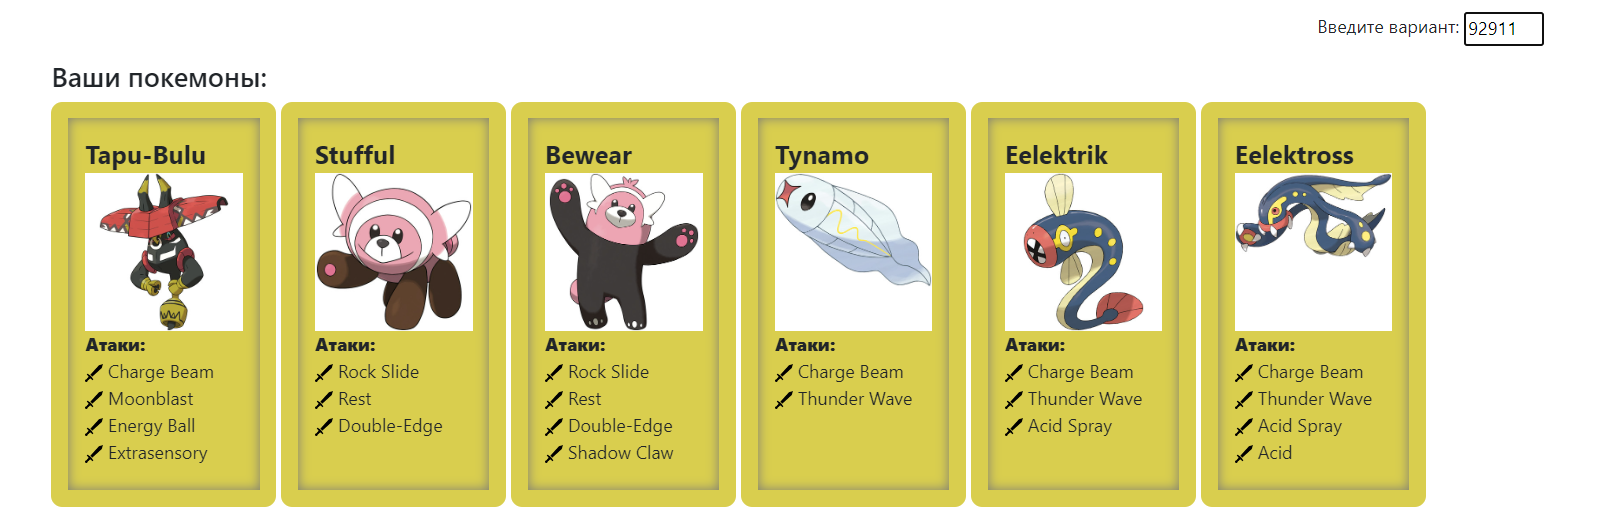 Введите вариант: 92911
Ваши покемоны:
Tapu-Bulu
Атаки:
Charge Beam
Moonblast
Energy Ball
Extrasensory
Stufful
Атаки:
Rock Slide
Rest
Double-Edge
Bewear
Атаки:
Rock Slide
Rest
Double-Edge
Shadow Claw
Tynamo
Атаки:
Charge Beam
Thunder Wave
Eelektrik
Атаки:
Charge Beam
Thunder Wave
Acid Spray
Eelektross
Атаки:
Charge Beam
Thunder Wave
Acid Spray
Acid